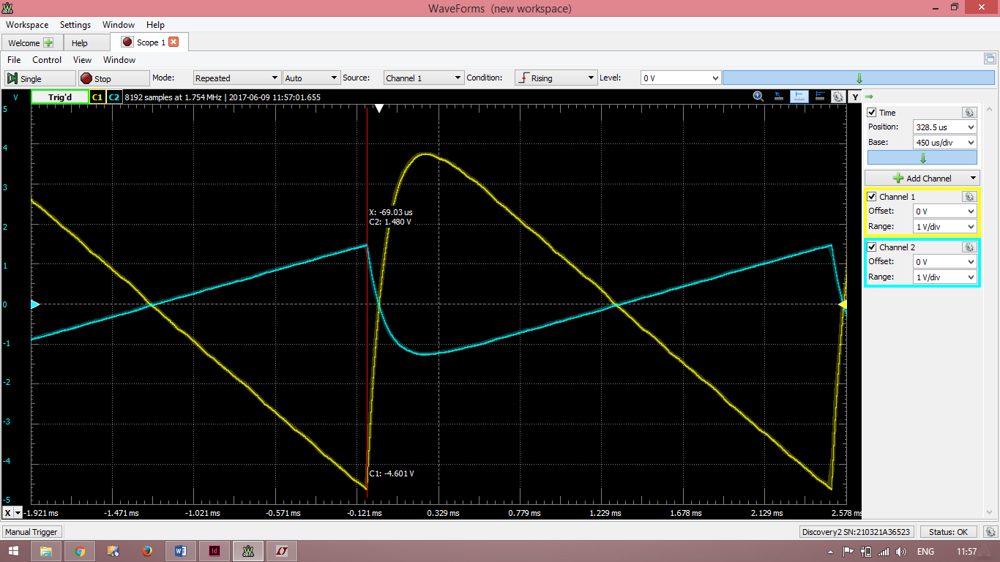 WaveForms (new workspace)
Workspace Settings Window Help
Welcome Help Scope 1
File Control View Window
Single Stop Mode: Repeated Auto Source: Channel 1 Condition: Rising Level: 0 V
V Trig'd C1 C2 8192 samples at 1.754 MHz | 2017-06-09 11:57:01.655 Y
5
4
3
2
1
0
-1
-2
-3
-4
-5
X: -69.03 us
C2: 1.480 V
C1: -4.601 V
X -1.921 ms -1.471 ms -1.021 ms -0.571 ms -0.121 ms 0.329 ms 0.779 ms 1.229 ms 1.678 ms 2.129 ms 2.578 ms
Time
Position: 328.5 us
Base: 450 us/div
Add Channel
Channel 1
Offset: 0 V
Range: 1 V/div
Channel 2
Offset: 0 V
Range: 1 V/div
Manual Trigger Discovery2 SN:210321A36523 Status: OK
ENG 11:57